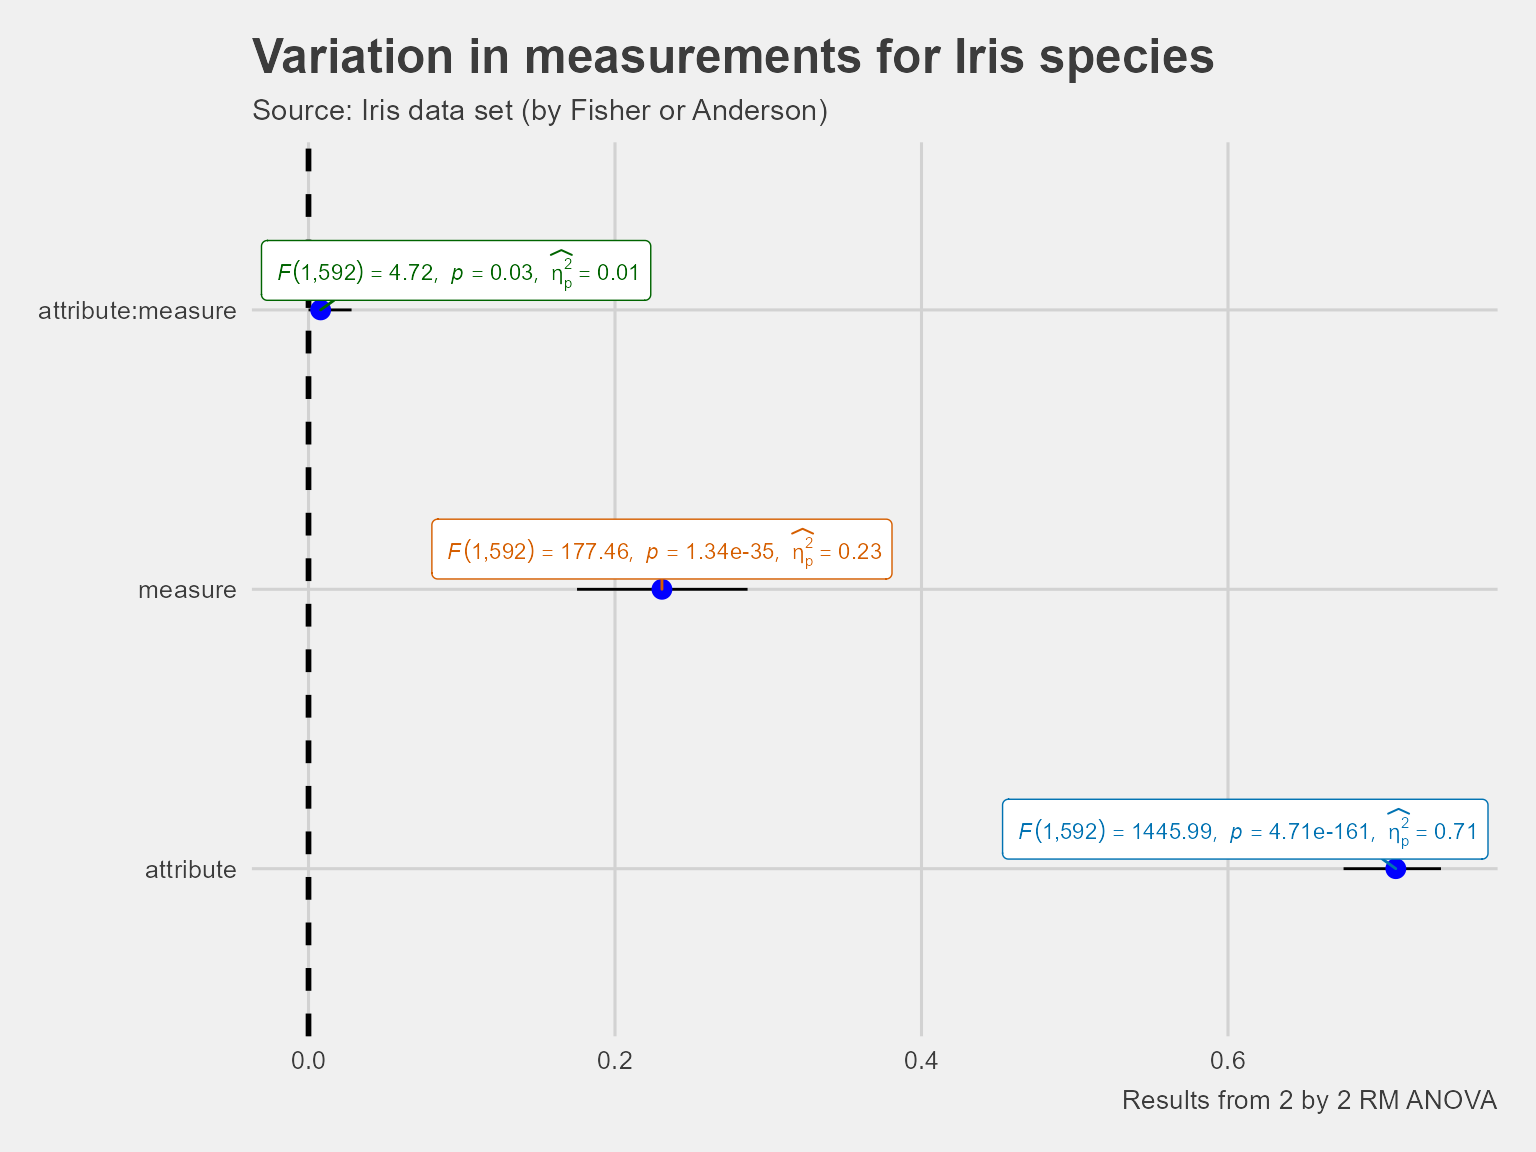 Variation in measurements for Iris species
Source: Iris data set (by Fisher or Anderson)
F(1,592) = 4.72, p = 0.03, η̂²ₚ = 0.01
attribute:measure
F(1,592) = 177.46, p = 1.34e-35, η̂²ₚ = 0.23
measure
F(1,592) = 1445.99, p = 4.71e-161, η̂²ₚ = 0.71
attribute
0.0 0.2 0.4 0.6
Results from 2 by 2 RM ANOVA